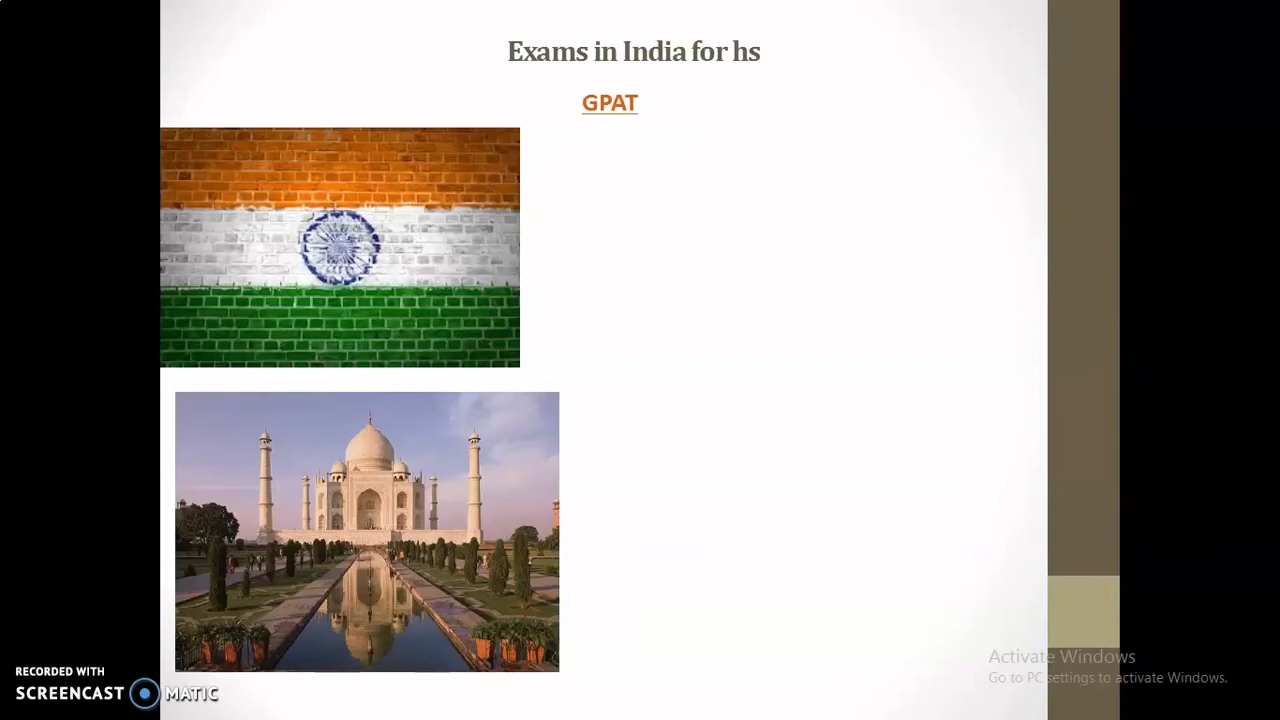 Exams in India for hs
GPAT
Activate Windows
Go to PC settings to activate Windows.
RECORDED WITH
SCREENCAST MATIC